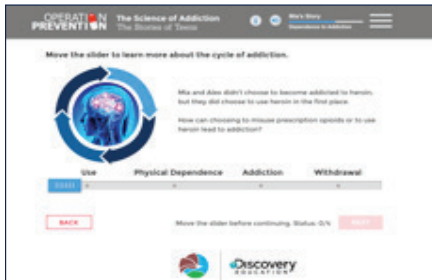 OPERATION
PREVENTION
The Science of Addiction
The Stories of Teens
Mia's Story
Dependence to Addiction
Move the slider to learn more about the cycle of addiction.
Mia and Alex didn't choose to become addicted to heroin,
but they did choose to use heroin in the first place.
How can choosing to misuse prescription opioids or to use
heroin lead to addiction?
Use Physical Dependence Addiction Withdrawal
BACK
Move the slider before continuing. Status: 0/4
NEXT
Discovery
EDUCATION